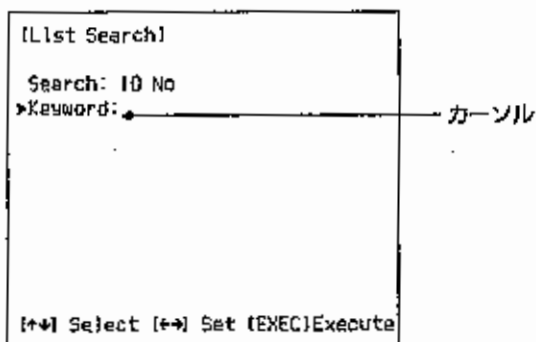 [List Search]
Search: ID No
➤Keyword:
カーソル
[↑↓] Select [←→] Set [EXEC]Execute